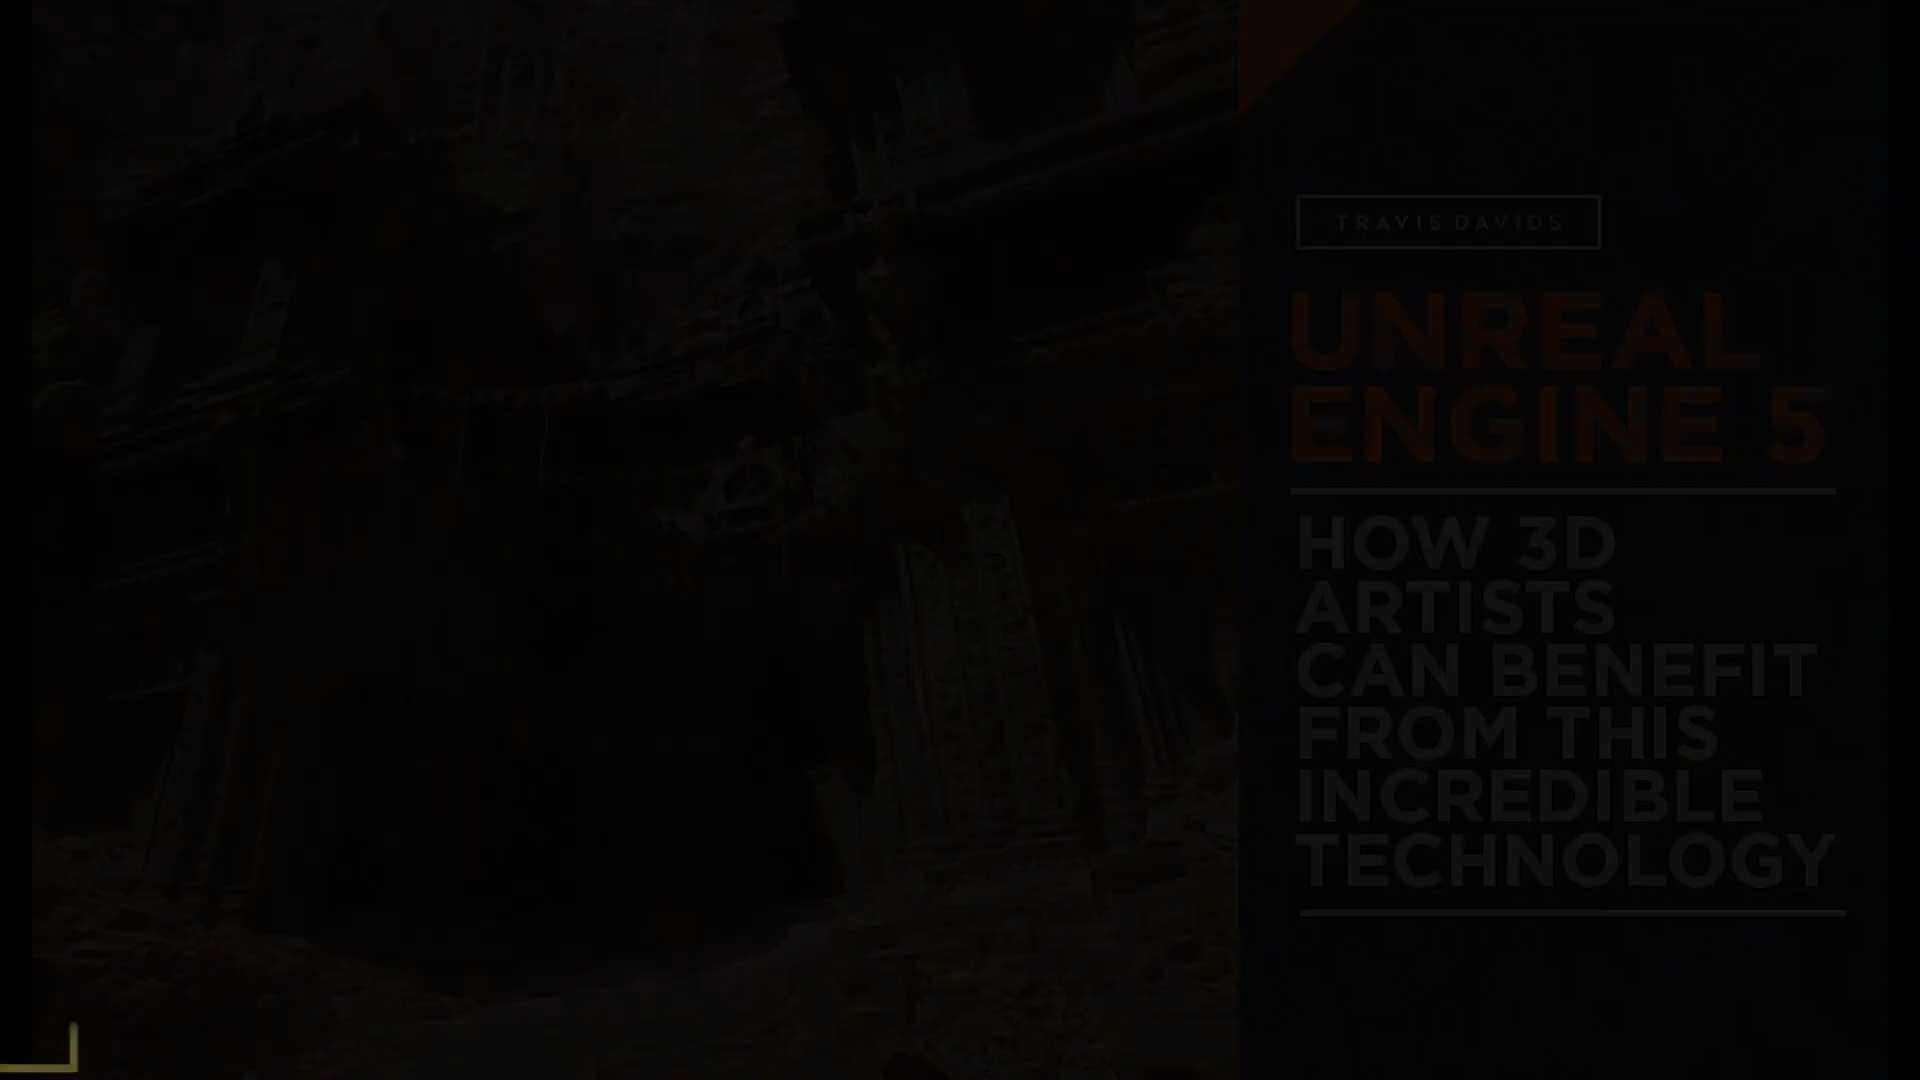 TRAVIS DAVIDS
UNREAL
ENGINE 5
HOW 3D
ARTISTS
CAN BENEFIT
FROM THIS
INCREDIBLE
TECHNOLOGY